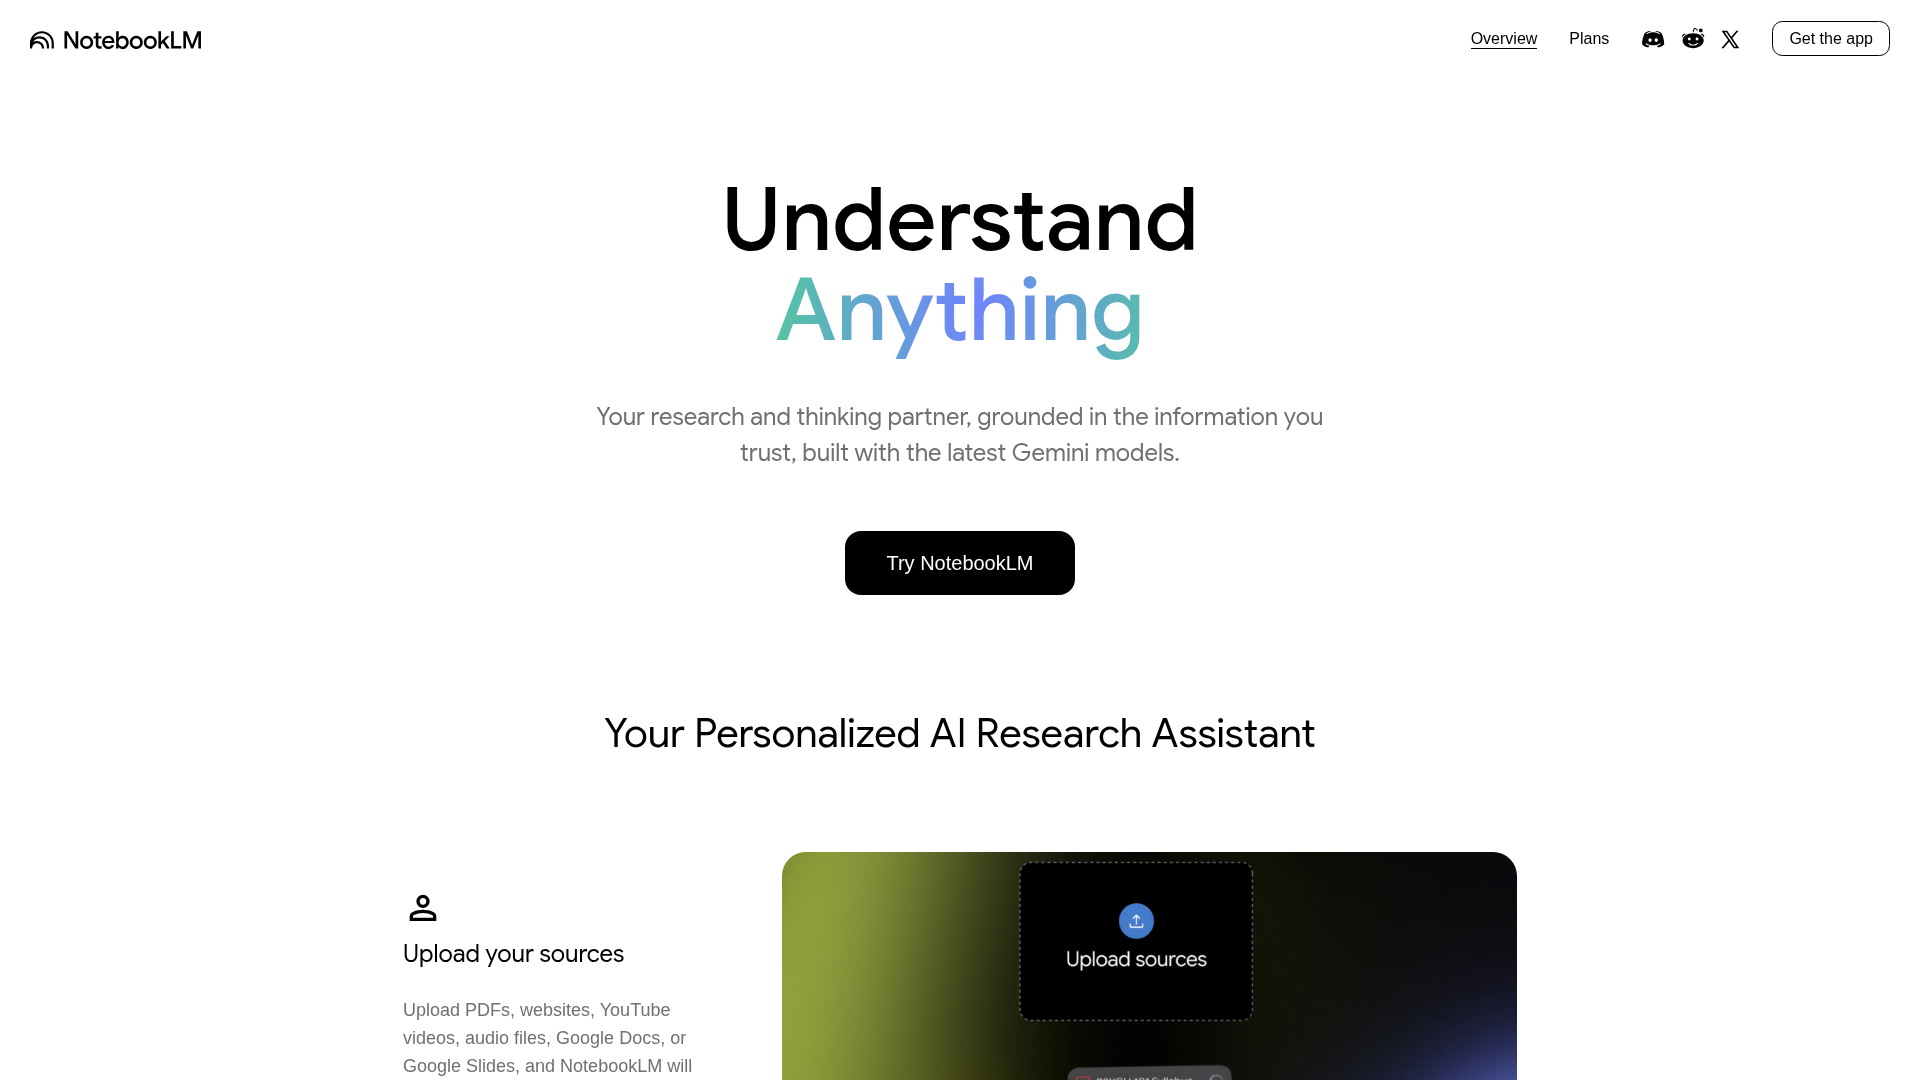 NotebookLM
Overview
Plans
Get the app
Understand
Anything
Your research and thinking partner, grounded in the information you
trust, built with the latest Gemini models.
Try NotebookLM
Your Personalized AI Research Assistant
Upload your sources
Upload PDFs, websites, YouTube
videos, audio files, Google Docs, or
Google Slides, and NotebookLM will
Upload sources